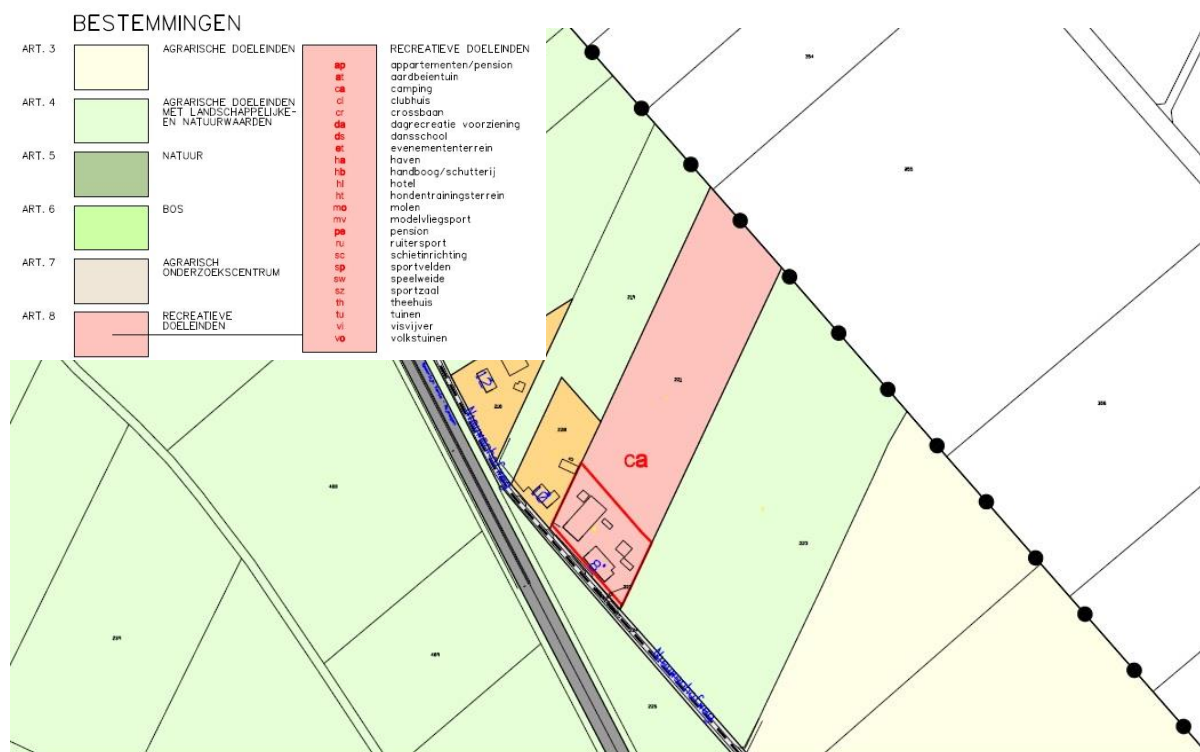 BESTEMMINGEN
ART. 3 AGRARISCHE DOELEINDEN
ART. 4 AGRARISCHE DOELEINDEN
MET LANDSCHAPPELIJKE-
EN NATUURWAARDEN
ART. 5 NATUUR
ART. 6 BOS
ART. 7 AGRARISCH
ONDERZOEKSCENTRUM
ART. 8 RECREATIEVE
DOELEINDEN
RECREATIEVE DOELEINDEN
ap appartementen/pension
at aardbeientuin
ca camping
cl clubhuis
cr crossbaan
da dagrecreatie voorziening
ds dansschool
et evenemententerrein
ha haven
hb handboog/schutterij
hl hotel
ht hondentrainingsterrein
mo molen
mv modelvliegsport
pe pension
ru ruitersport
sc schietinrichting
sp sportvelden
sw speelweide
sz sportzaal
th theehuis
tu tuinen
vi visvijver
vo volkstuinen
12
10
ca
8